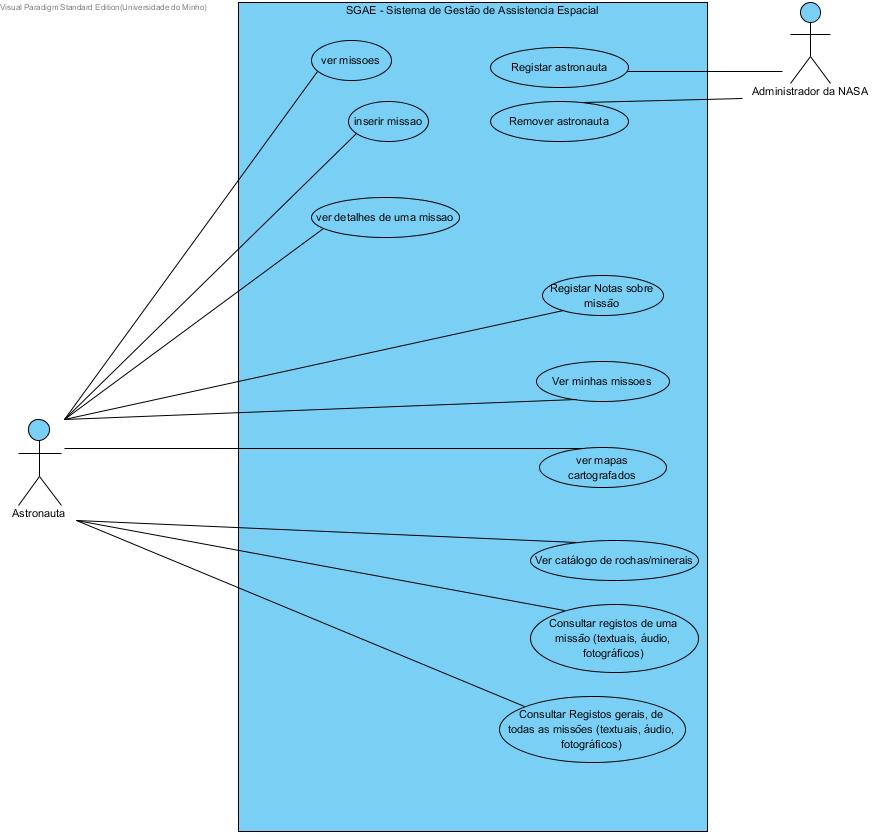 Visual Paradigm Standard Edition(Universidade do Minho)
SGAE - Sistema de Gestão de Assistencia Espacial
ver missoes
Registar astronauta
Administrador da NASA
inserir missao
Remover astronauta
ver detalhes de uma missao
Registar Notas sobre
missão
Ver minhas missoes
ver mapas
cartografados
Astronauta
Ver catálogo de rochas/minerais
Consultar registos de uma
missão (textuais, áudio,
fotográficos)
Consultar Registos gerais, de
todas as missões (textuais, áudio,
fotográficos)